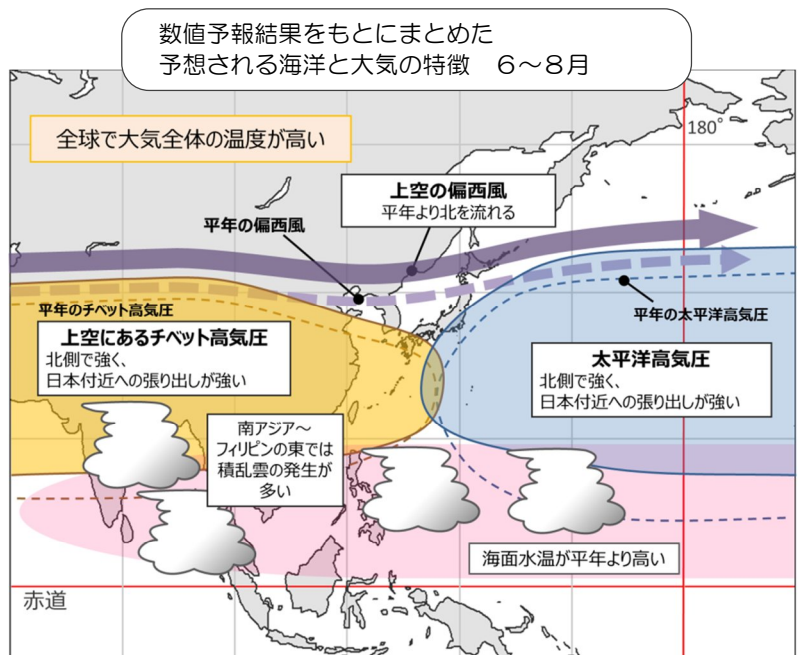 数値予報結果をもとにまとめた
予想される海洋と大気の特徴　６～８月
180°
全球で大気全体の温度が高い
上空の偏西風
平年より北を流れる
平年の偏西風
平年のチベット高気圧
平年の太平洋高気圧
上空にあるチベット高気圧
北側で強く、
日本付近への張り出しが強い
太平洋高気圧
北側で強く、
日本付近への張り出しが強い
南アジア～
フィリピンの東では
積乱雲の発生が
多い
海面水温が平年より高い
赤道